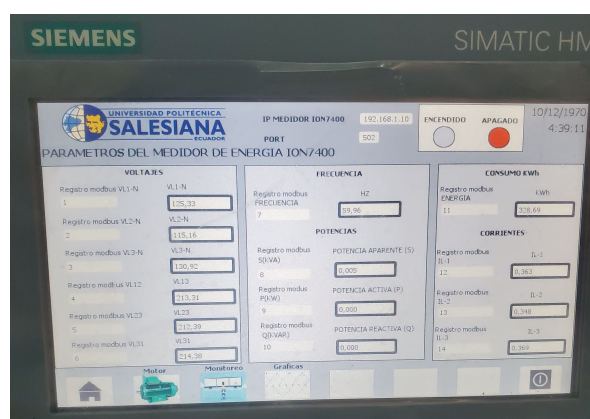 SIEMENS
SIMATIC HM
UNIVERSIDAD POLITÉCNICA
SALESIANA
ECUADOR
IP MEDIDOR ION7400 192.168.1.10
PORT 502
ENCENDIDO APAGADO
10/12/1970
4:39:11
PARAMETROS DEL MEDIDOR DE ENERGIA ION7400
VOLTAJES
Registro modbus VL1-N VL1-N
1 125,33
Registro modbus VL2-N VL2-N
2 115,16
Registro modbus VL3-N VL3-N
3 130,92
Registro modbus VL12 VL13
4 213,31
Registro modbus VL23 VL23
5 212,38
Registro modbus VL31 VL31
6 214,38
FRECUENCIA
Registro modbus HZ
FRECUENCIA
7 59,96
POTENCIAS
Registro modbus POTENCIA APARENTE (S)
S(kVA)
8 0,005
Registro modus POTENCIA ACTIVA (P)
P(KW)
9 0,000
Registro modbus POTENCIA REACTIVA (Q)
Q(kVAR)
10 0,000
CONSUMO KWh
Registro modbus kWh
ENERGIA
11 328,69
CORRIENTES
Registro modbus IL-1
IL-1
12 0,363
Registro modbus IL-2
IL-2
13 0,348
Registro modbus IL-3
IL-3
14 0,369
Motor Monitoreo Graficas